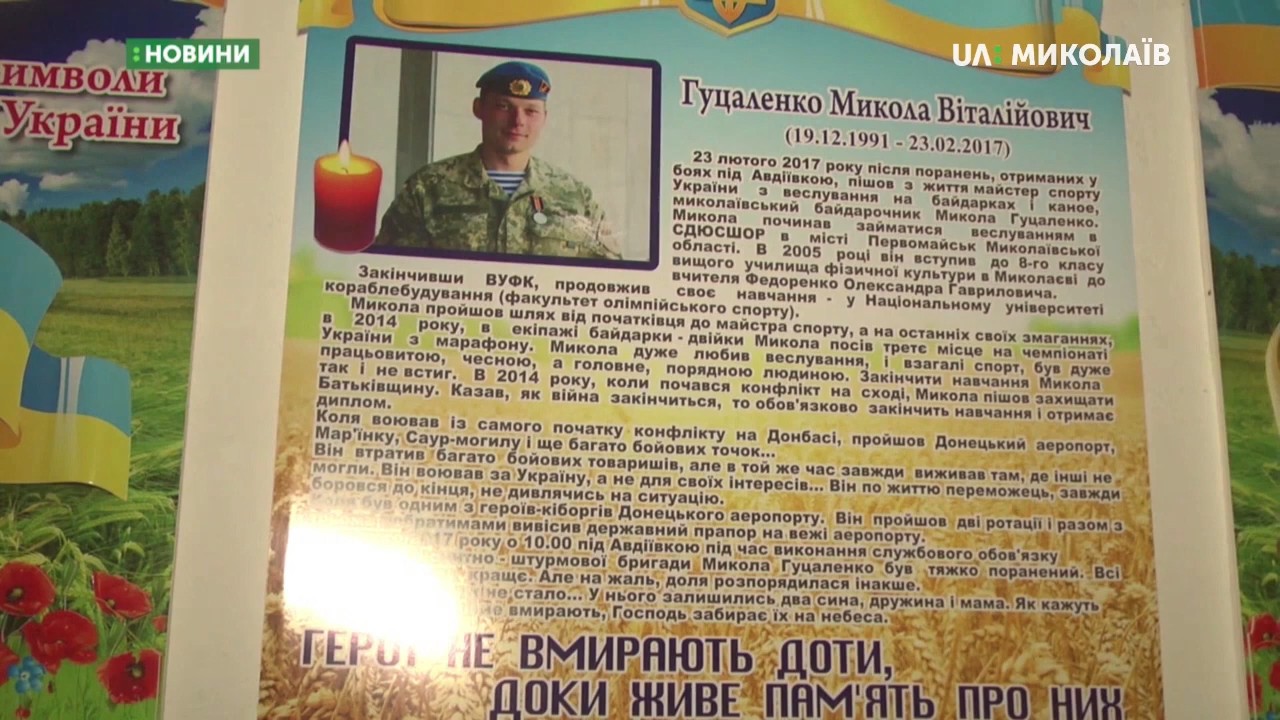 :НОВИНИ
UA: МИКОЛАЇВ
имволи
України
Гуцаленко Микола Віталійович
(19.12.1991 - 23.02.2017)
23 лютого 2017 року після поранень, отриманих у
боях під Авдіївкою, пішов з життя майстер спорту
України з веслування на байдарках і каное,
миколаївський байдарочник Микола Гуцаленко.
Микола починав займатися веслуванням в
СДЮСШОР в місті Первомайськ Миколаївської
області. В 2005 році він вступив до 8-го класу
вищого училища фізичної культури в Миколаєві до
вчителя Федоренко Олександра Гавриловича.
Закінчивши ВУФК, продовжив своє навчання - у Національному університеті
кораблебудування (факультет олімпійського спорту).
Микола пройшов шлях від початківця до майстра спорту, а на останніх своїх змаганнях,
в 2014 року, в екіпажі байдарки - двійки Микола посів третє місце на чемпіонаті
України з марафону. Микола дуже любив веслування, і взагалі спорт, був дуже
працьовитою, чесною, а головне, порядною людиною. Закінчити навчання Микола
так і не встиг. В 2014 року, коли почався конфлікт на сході, Микола пішов захищати
Батьківщину. Казав, як війна закінчиться, то обов'язково закінчить навчання і отримає
диплом.
Коля воював із самого початку конфлікту на Донбасі, пройшов Донецький аеропорт,
Мар'їнку, Саур-могилу і ще багато бойових точок...
Він втратив багато бойових товаришів, але в той же час завжди виживав там, де інші не
могли. Він воював за Україну, а не для своїх інтересів... Він по життю переможець, завжди
боровся до кінця, не дивлячись на ситуацію.
Коля був одним з героїв-кіборгів Донецького аеропорту. Він пройшов дві ротації і разом з
обратимами вивісив державний прапор на вежі аеропорту.
2017 року о 10.00 під Авдіївкою під час виконання службового обов'язку
нтно - штурмової бригади Микола Гуцаленко був тяжко поранений. Всі
кращє. Але на жаль, доля розпорядилася інакше.
не стало... У нього залишились два сина, дружина і мама. Як кажуть
не вмирають, Господь забирає їх на небеса.
ГЕРОЇ НЕ ВМИРАЮТЬ ДОТИ,
ДОКИ ЖИВЕ ПАМ'ЯТЬ ПРО НИХ